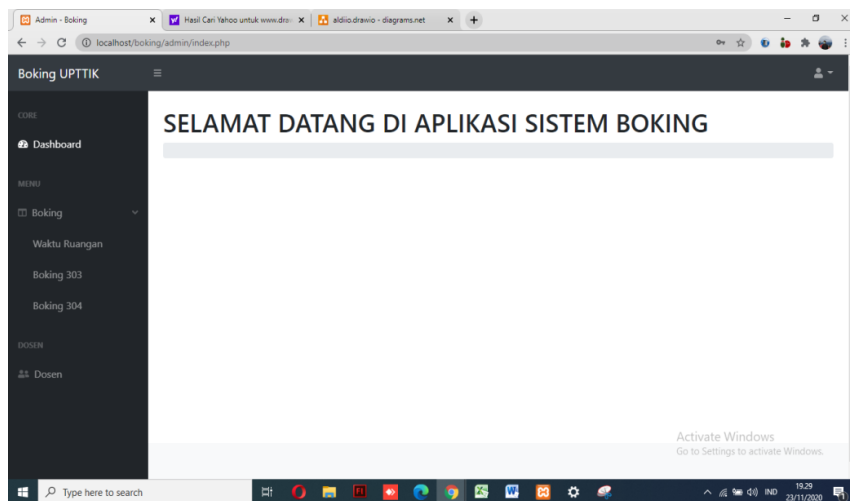 Admin - Boking
Hasil Cari Yahoo untuk www.dra
aldiio.drawio - diagrams.net
localhost/boking/admin/index.php
Boking UPTTIK
CORE
SELAMAT DATANG DI APLIKASI SISTEM BOKING
Dashboard
MENU
Boking
Waktu Ruangan
Boking 303
Boking 304
DOSEN
Dosen
Activate Windows
Go to Settings to activate Windows.
Type here to search
IND
19.29
23/11/2020